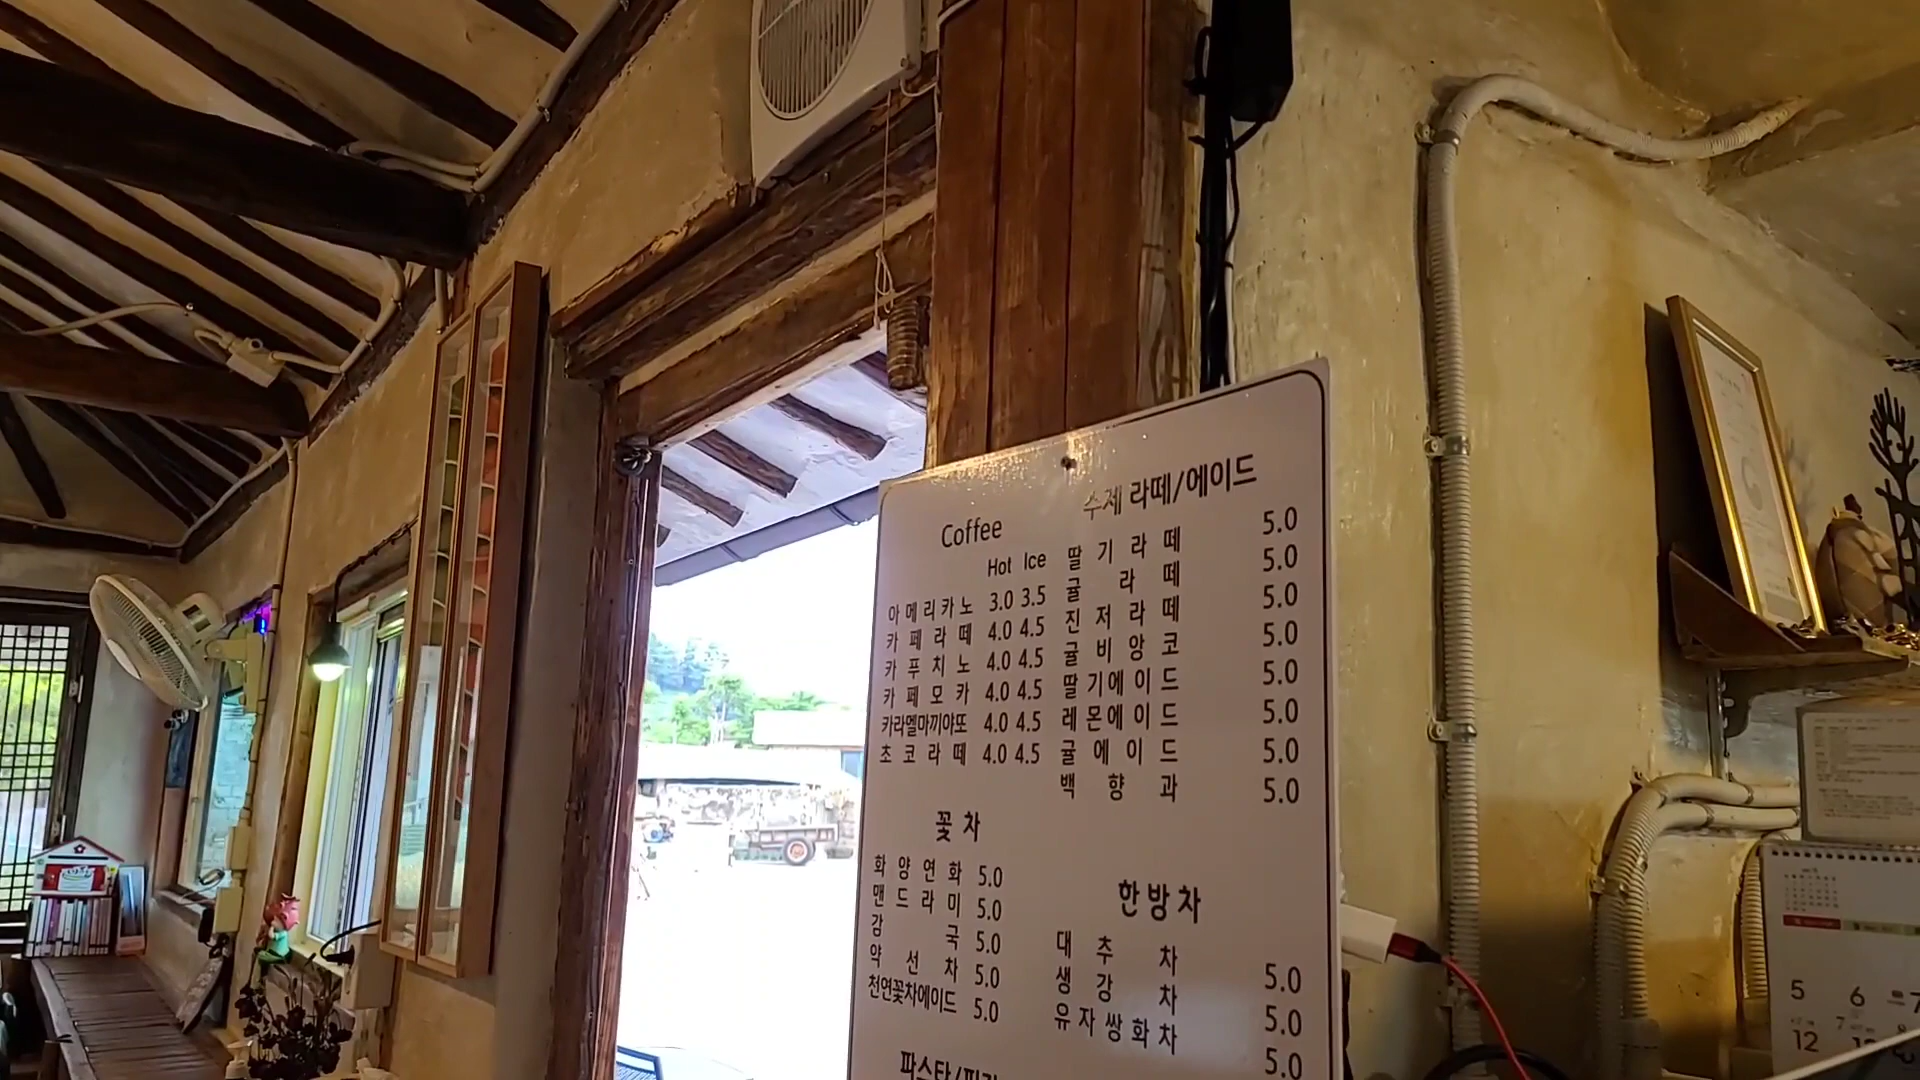 Coffee
Hot Ice
아메리카노 3.0 3.5
카페라떼 4.0 4.5
카푸치노 4.0 4.5
카페모카 4.0 4.5
카라멜마끼야또 4.0 4.5
초코라떼 4.0 4.5
수제 라떼/에이드
딸기라떼 5.0
귤라떼 5.0
진저라떼 5.0
귤비앙코 5.0
딸기에이드 5.0
레몬에이드 5.0
귤에이드 5.0
백향과 5.0
꽃차
화양연화 5.0
맨드라미 5.0
감국 5.0
약선차 5.0
천연꽃차에이드 5.0
한방차
대추차 5.0
생강차 5.0
유자쌍화차 5.0
5 6 7
12